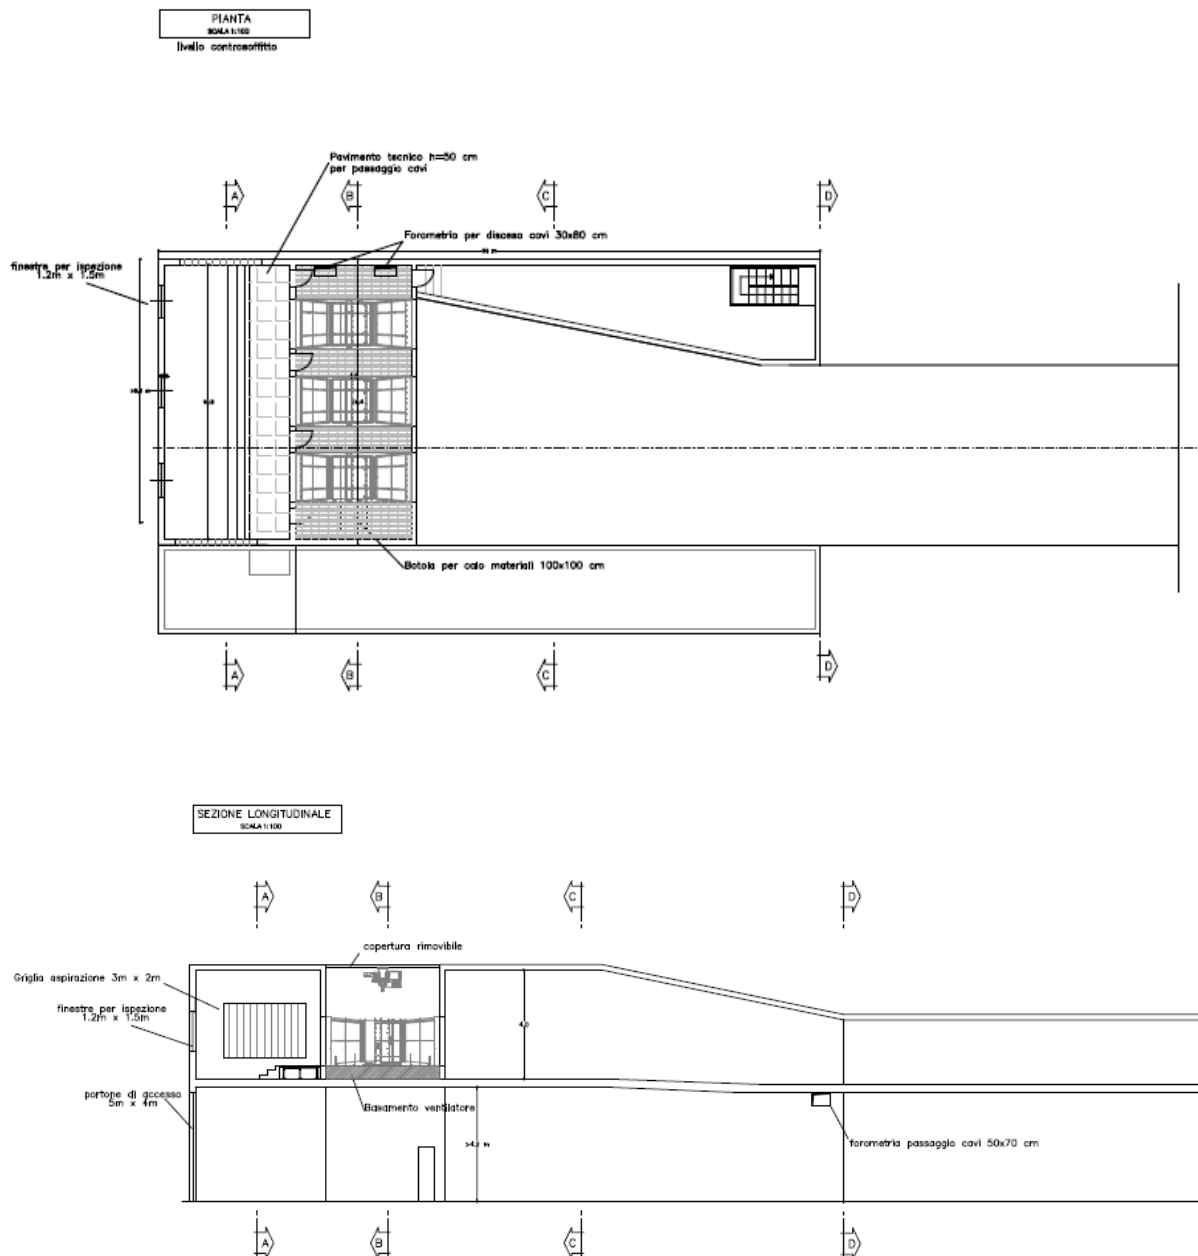 PIANTA
SCALA 1:100
livello controsoffitto
Pavimento tecnico h=50 cm
per passaggio cavi
A
B
C
D
Forometria per discesa cavi 30x80 cm
finestre per ispezione
1.2m x 1.5m
Botola per calo materiali 100x100 cm
A
B
C
D
SEZIONE LONGITUDINALE
SCALA 1:100
A
B
C
D
copertura rimovibile
Griglia aspirazione 3m x 2m
finestre per ispezione
1.2m x 1.5m
4.0
portone di accesso
5m x 4m
Basamento ventilatore
forometria passaggio cavi 50x70 cm
A
B
C
D